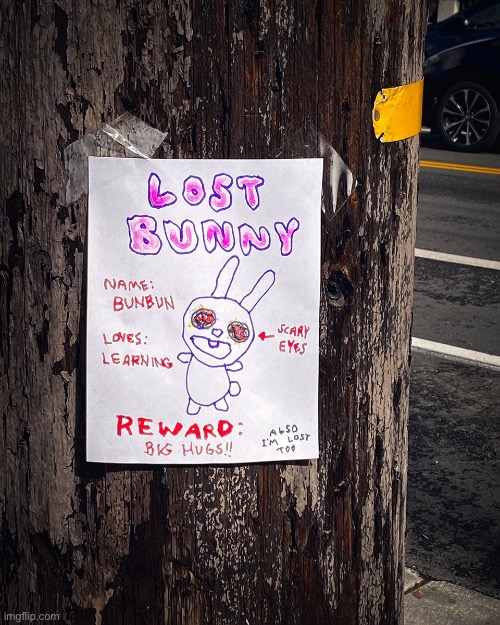 LOST
BUNNY
NAME:
BUNBUN
LOVES:
LEARNING
SCARY
EYES
REWARD:
BIG HUGS!!
ALSO
I'M LOST
TOO
imgflip.com